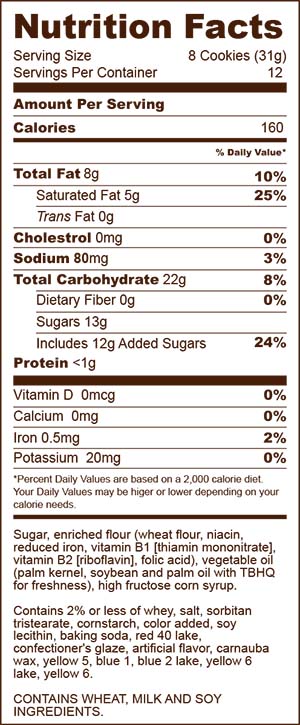 Nutrition Facts
Serving Size 8 Cookies (31g)
Servings Per Container 12
Amount Per Serving
Calories 160
% Daily Value*
Total Fat 8g 10%
Saturated Fat 5g 25%
Trans Fat 0g
Cholestrol 0mg 0%
Sodium 80mg 3%
Total Carbohydrate 22g 8%
Dietary Fiber 0g 0%
Sugars 13g
Includes 12g Added Sugars 24%
Protein <1g
Vitamin D 0mcg 0%
Calcium 0mg 0%
Iron 0.5mg 2%
Potassium 20mg 0%
*Percent Daily Values are based on a 2,000 calorie diet.
Your Daily Values may be higer or lower depending on your
calorie needs.
Sugar, enriched flour (wheat flour, niacin,
reduced iron, vitamin B1 [thiamin mononitrate],
vitamin B2 [riboflavin], folic acid), vegetable oil
(palm kernel, soybean and palm oil with TBHQ
for freshness), high fructose corn syrup.
Contains 2% or less of whey, salt, sorbitan
tristearate, cornstarch, color added, soy
lecithin, baking soda, red 40 lake,
confectioner's glaze, artificial flavor, carnauba
wax, yellow 5, blue 1, blue 2 lake, yellow 6
lake, yellow 6.
CONTAINS WHEAT, MILK AND SOY
INGREDIENTS.